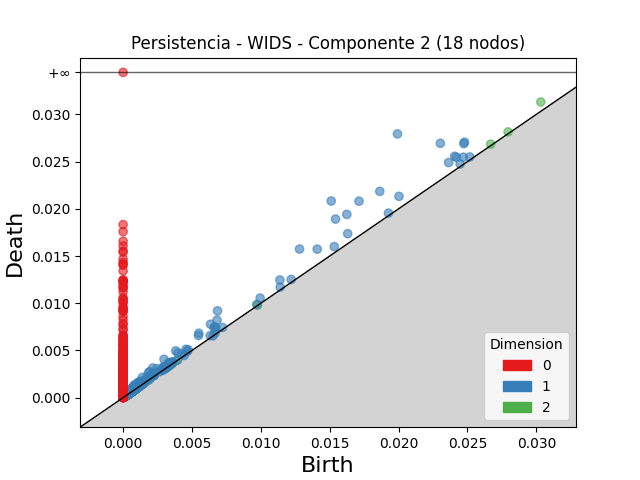 Persistencia - WIDS - Componente 2 (18 nodos)
+∞
0.030
0.025
0.020
0.015
0.010
0.005
0.000
Death
Dimension
0
1
2
0.000 0.005 0.010 0.015 0.020 0.025 0.030
Birth